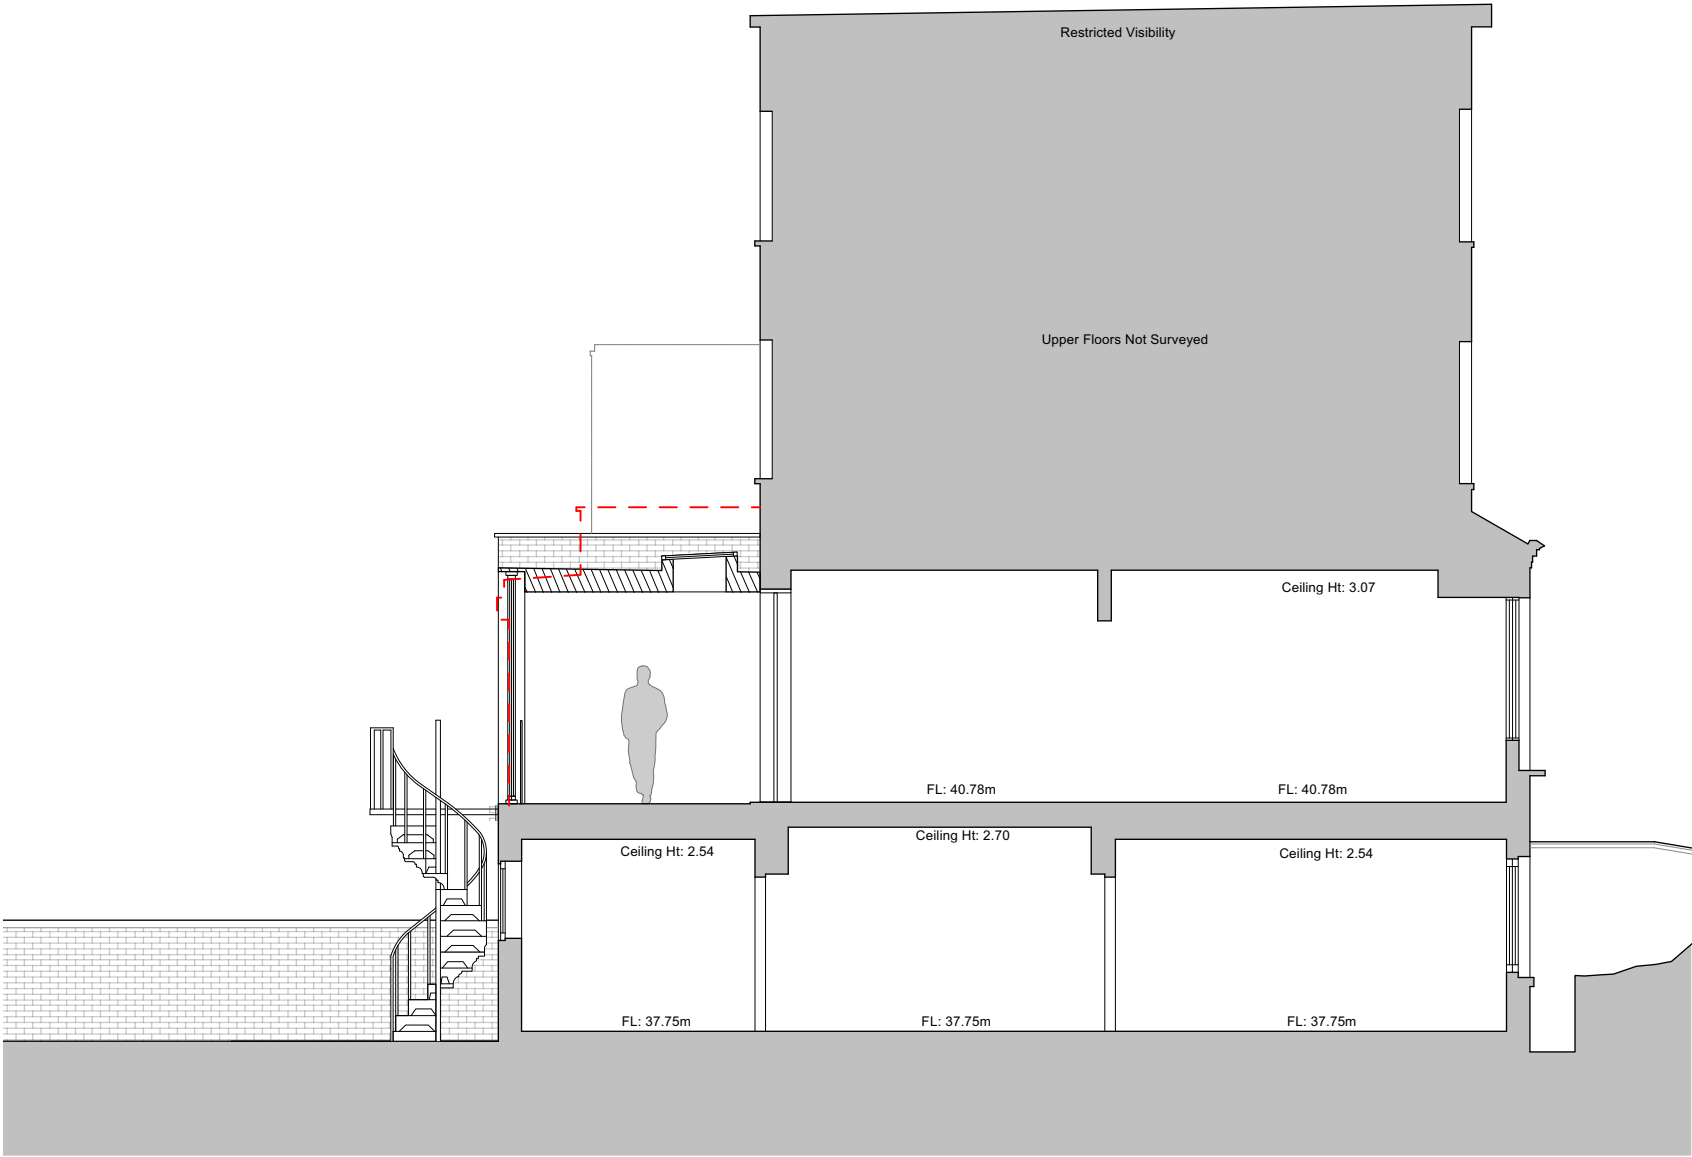 Restricted Visibility
Upper Floors Not Surveyed
Ceiling Ht: 3.07
FL: 40.78m
FL: 40.78m
Ceiling Ht: 2.54
Ceiling Ht: 2.70
Ceiling Ht: 2.54
FL: 37.75m
FL: 37.75m
FL: 37.75m